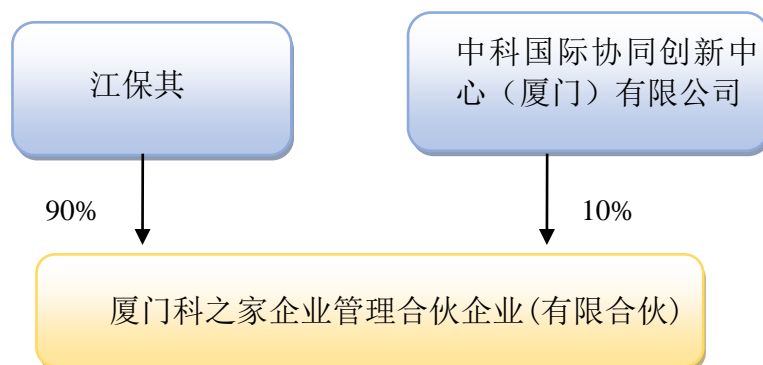 江保其
中科国际协同创新中
心（厦门）有限公司
90%
10%
厦门科之家企业管理合伙企业(有限合伙)